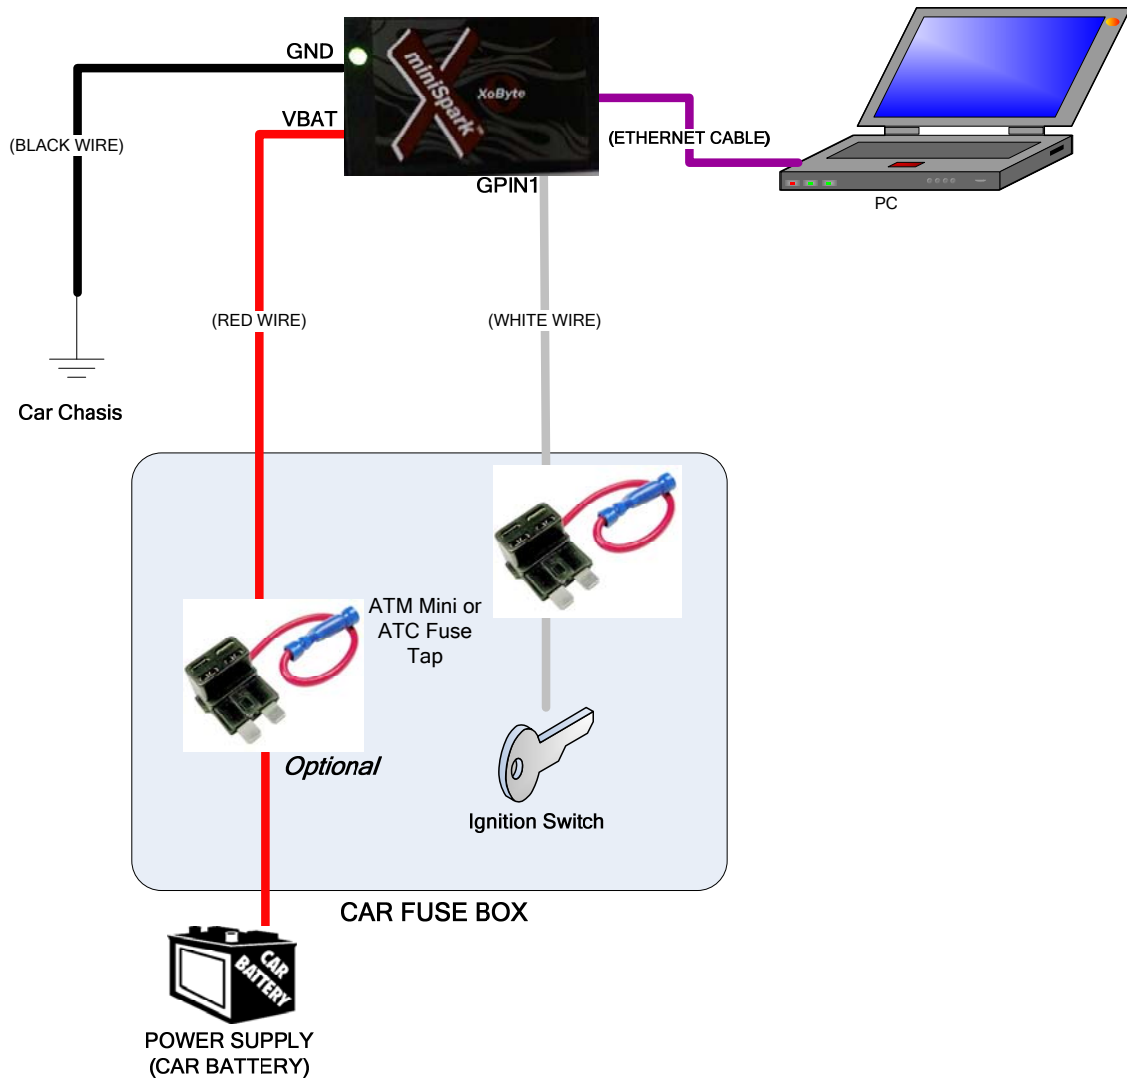 GND
miniSpark™
XoByte
VBAT
(BLACK WIRE)
(ETHERNET CABLE)
GPIN1
PC
(RED WIRE)
(WHITE WIRE)
Car Chasis
ATM Mini or
ATC Fuse
Tap
Optional
Ignition Switch
CAR FUSE BOX
CAR
BATTERY
POWER SUPPLY
(CAR BATTERY)